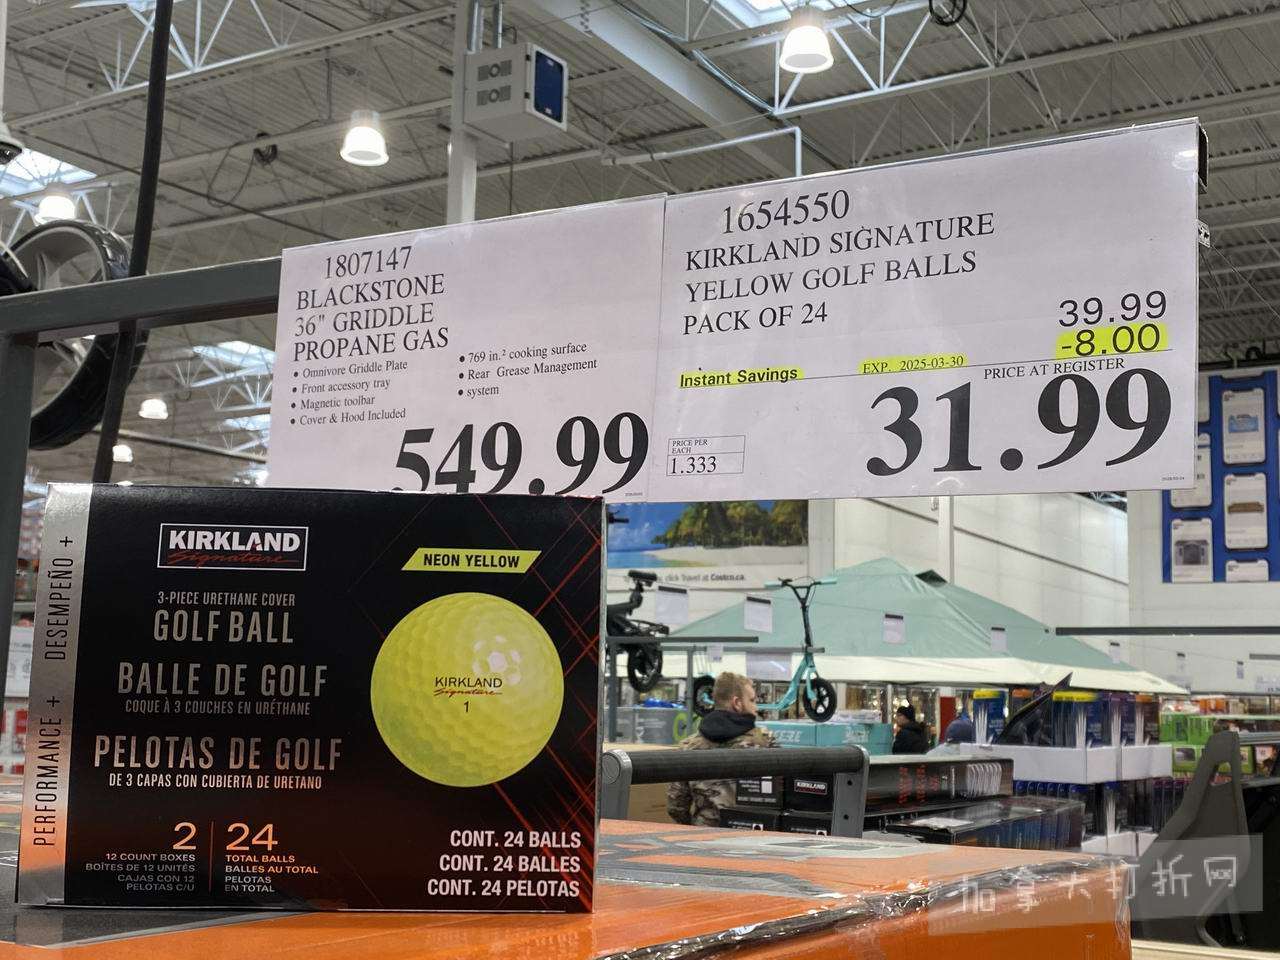 1807147
BLACKSTONE
36" GRIDDLE
PROPANE GAS
• Omnivore Griddle Plate
• Front accessory tray
• Magnetic toolbar
• Cover & Hood Included
• 769 in.² cooking surface
• Rear Grease Management
• system
549.99
1654550
KIRKLAND SIGNATURE
YELLOW GOLF BALLS
PACK OF 24
39.99
-8.00
Instant Savings
EXP. 2025-03-30
PRICE AT REGISTER
31.99
PRICE PER
EACH
1.333
click Travel at Costco.ca.
PERFORMANCE + DESEMPEÑO +
KIRKLAND
Signature
3-PIECE URETHANE COVER
GOLF BALL
BALLE DE GOLF
COQUE À 3 COUCHES EN URÉTHANE
PELOTAS DE GOLF
DE 3 CAPAS CON CUBIERTA DE URETANO
NEON YELLOW
KIRKLAND
Signature
1
2
12 COUNT BOXES
BOÎTES DE 12 UNITÉS
CAJAS CON 12
PELOTAS C/U
24
TOTAL BALLS
BALLES AU TOTAL
PELOTAS
EN TOTAL
CONT. 24 BALLS
CONT. 24 BALLES
CONT. 24 PELOTAS
KIRKLAND
加拿大打折网